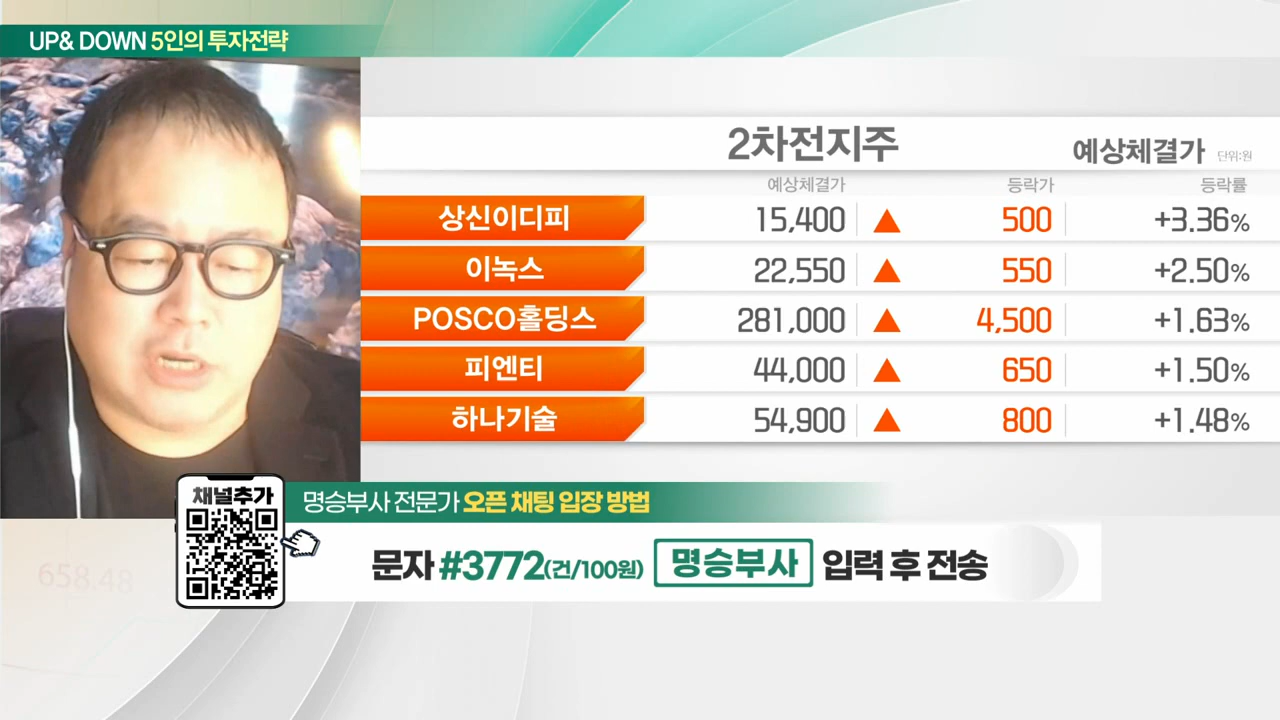 UP& DOWN 5인의 투자전략
2차전지주
예상체결가 단위:원
예상체결가 등락가 등락률
상신이디피 15,400 ▲ 500 +3.36%
이녹스 22,550 ▲ 550 +2.50%
POSCO홀딩스 281,000 ▲ 4,500 +1.63%
피엔티 44,000 ▲ 650 +1.50%
하나기술 54,900 ▲ 800 +1.48%
채널추가
명승부사 전문가 오픈 채팅 입장 방법
문자 #3772(건/100원) 명승부사 입력 후 전송
658.48